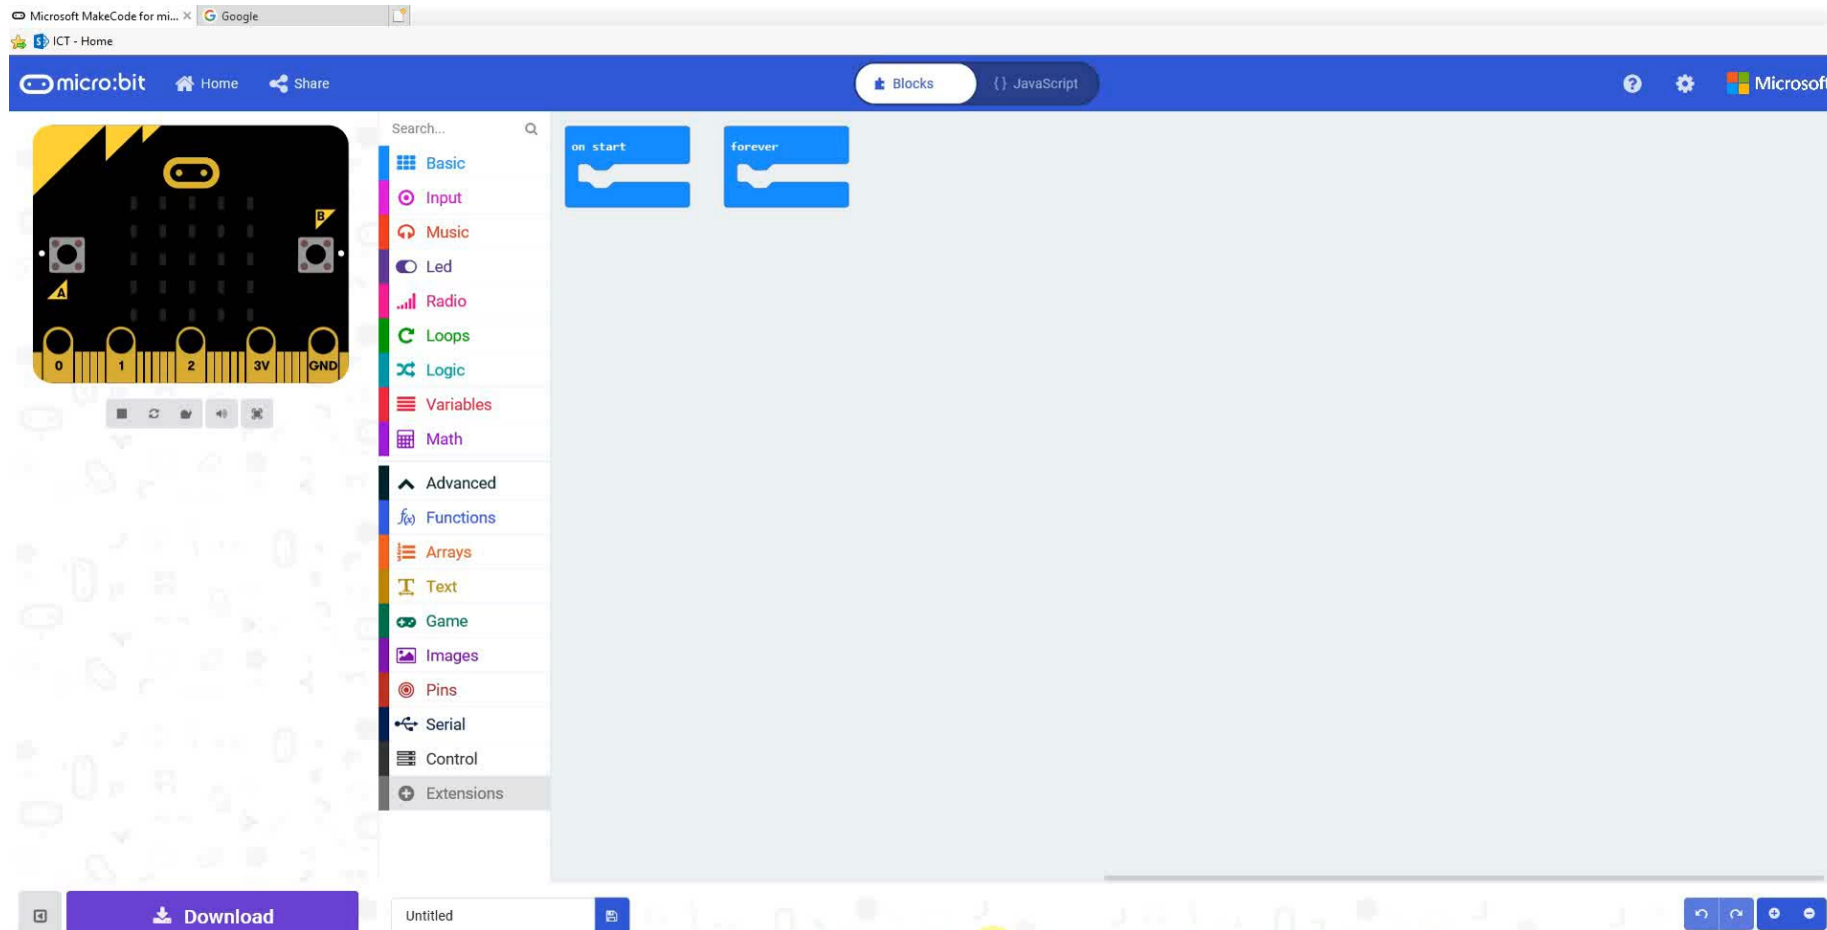 Microsoft MakeCode for mi... Google
ICT - Home
micro:bit Home Share Blocks {} JavaScript Microsoft
Search...
on start forever
Basic
Input
Music
Led
Radio
Loops
Logic
Variables
Math
Advanced
f(x) Functions
Arrays
Text
Game
Images
Pins
Serial
Control
Extensions
B
A
0 1 2 3V GND
Download Untitled